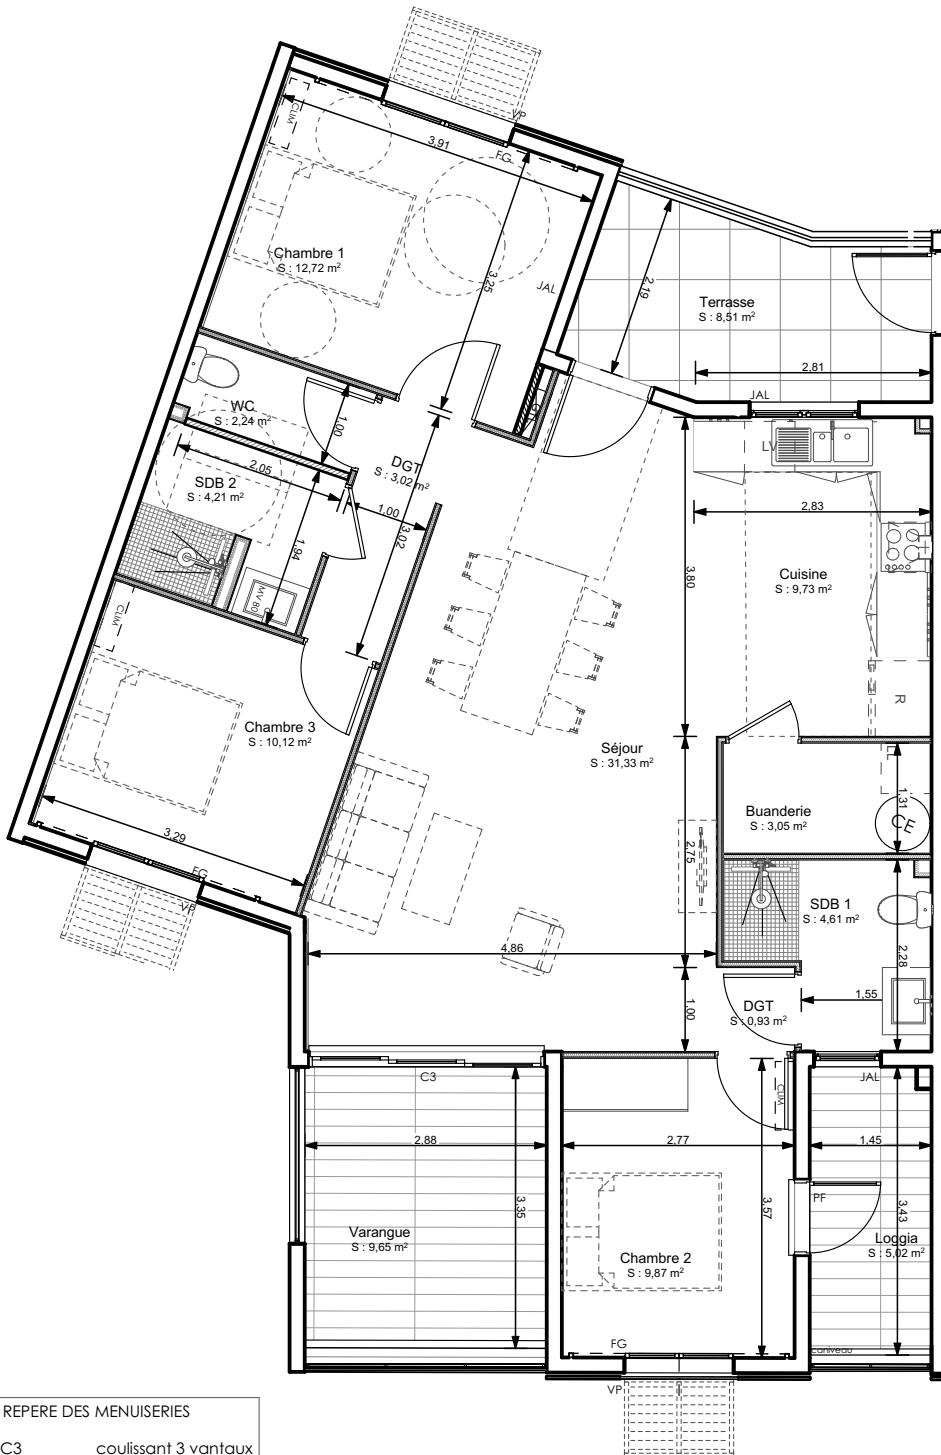 VP
CLIM
3,91
FG
Chambre 1
S : 12,72 m²
3,25
JAL
2,19
Terrasse
S : 8,51 m²
2,81
JAL
WC
S : 2,24 m²
1,00
DGT
S : 3,02 m²
LV
SDB 2
S : 4,21 m²
2,05
1,00
2,83
3,02
1,94
MV 80
3,80
Cuisine
S : 9,73 m²
CLIM
R
Chambre 3
S : 10,12 m²
Séjour
S : 31,33 m²
Buanderie
S : 3,05 m²
1,31
CE
3,29
FG
VP
2,75
SDB 1
S : 4,61 m²
4,86
2,28
DGT
S : 0,93 m²
1,55
1,00
C3
CLIM
JAL
2,88
2,77
1,45
3,35
3,57
PF
3,43
Varangue
S : 9,65 m²
Loggia
S : 5,02 m²
Chambre 2
S : 9,87 m²
FG
caniveau
VP
REPERE DES MENUISERIES
C3 coulissant 3 vantaux